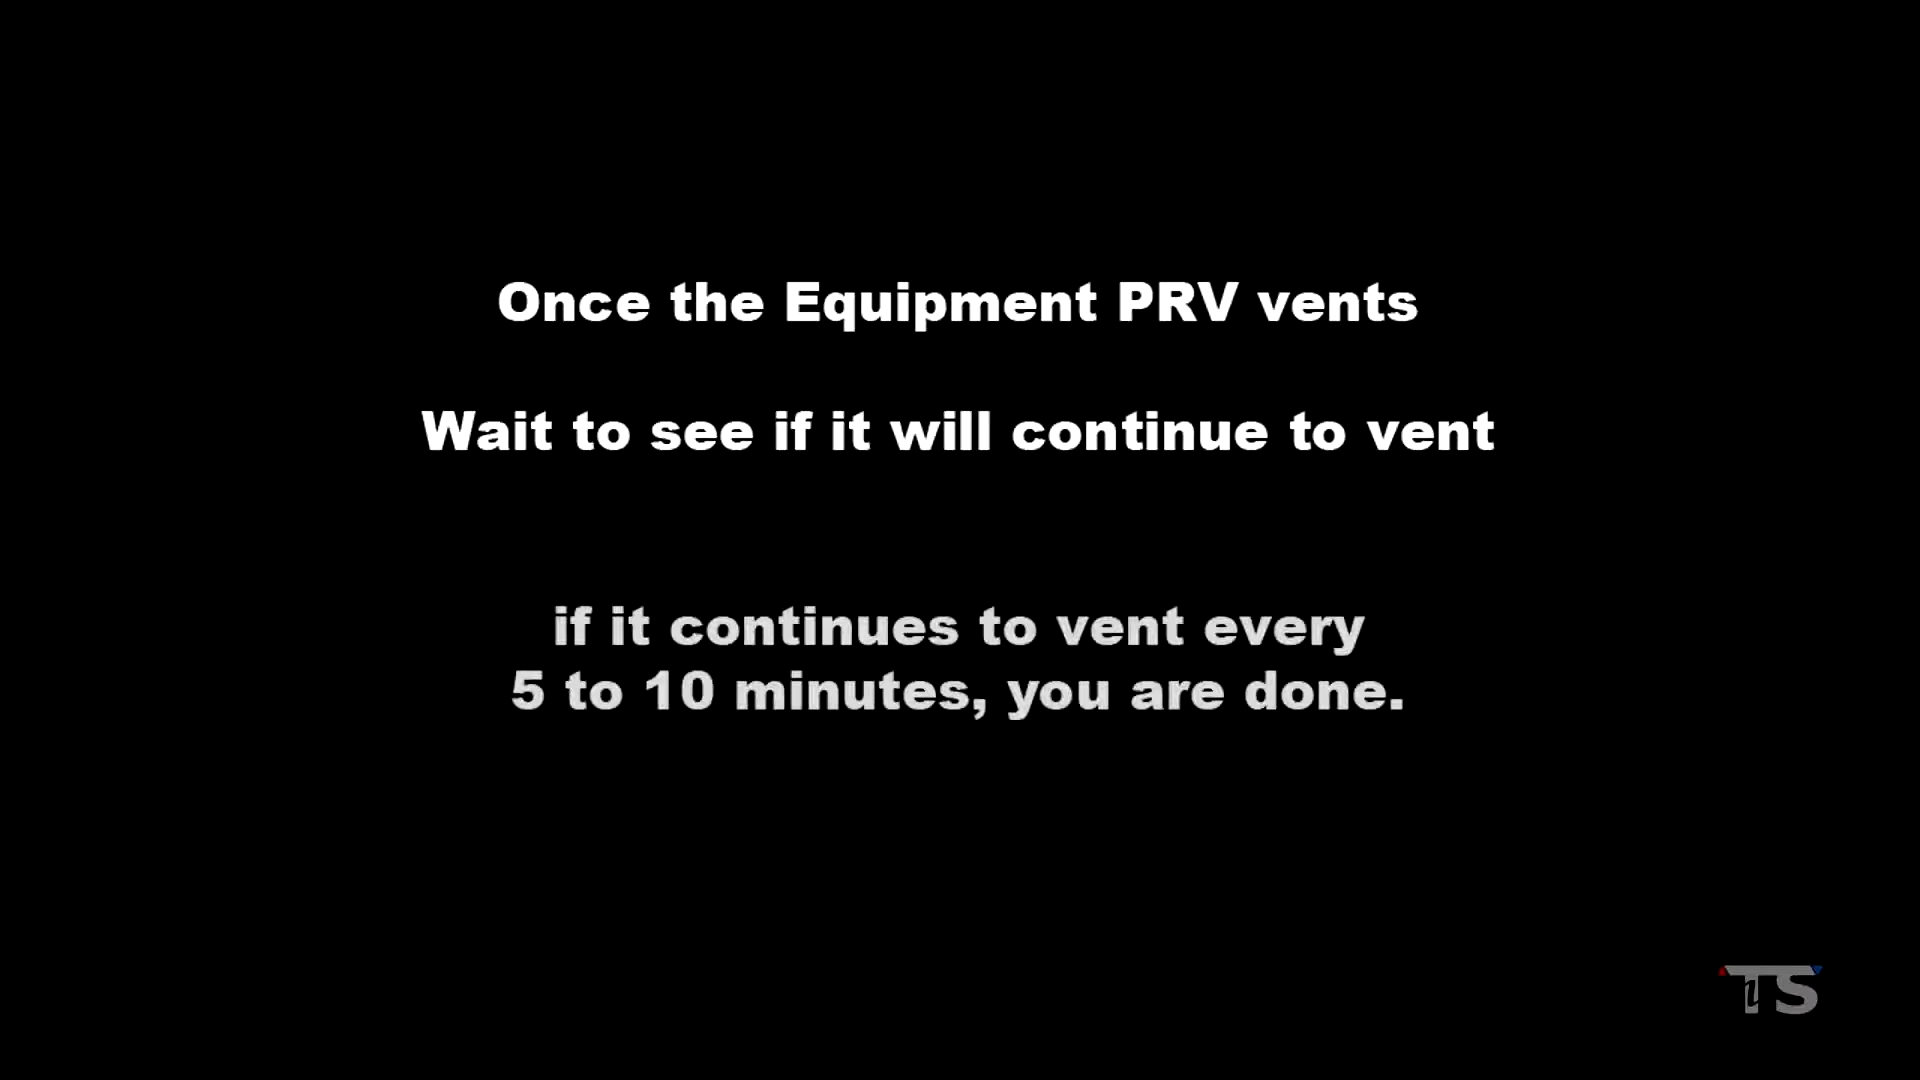 Once the Equipment PRV vents
Wait to see if it will continue to vent
if it continues to vent every
5 to 10 minutes, you are done.
TiS